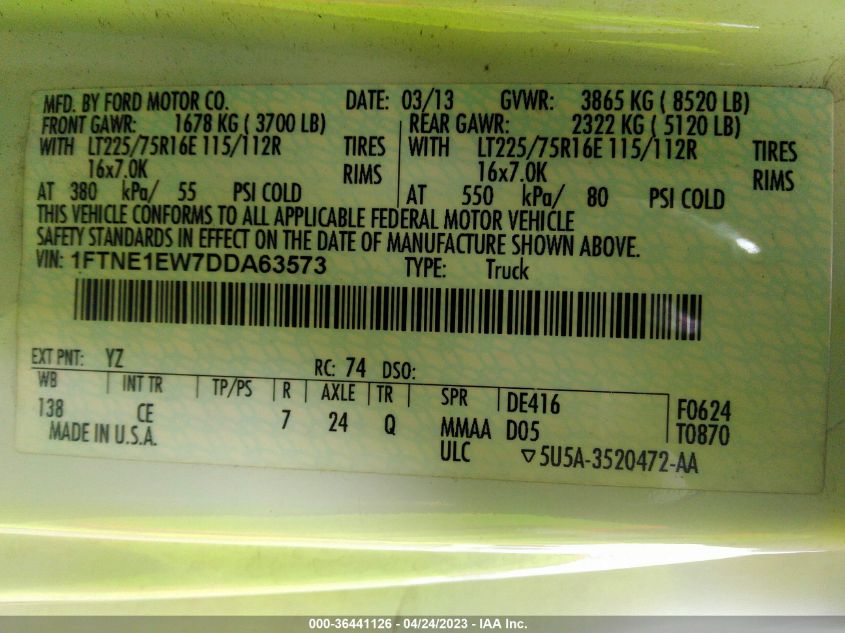 MFD. BY FORD MOTOR CO. DATE: 03/13 GVWR: 3865 KG ( 8520 LB)
FRONT GAWR: 1678 KG ( 3700 LB) REAR GAWR: 2322 KG ( 5120 LB)
WITH LT225/75R16E 115/112R TIRES WITH LT225/75R16E 115/112R TIRES
16x7.0K RIMS 16x7.0K RIMS
AT 380 kPa/ 55 PSI COLD AT 550 kPa/ 80 PSI COLD
THIS VEHICLE CONFORMS TO ALL APPLICABLE FEDERAL MOTOR VEHICLE
SAFETY STANDARDS IN EFFECT ON THE DATE OF MANUFACTURE SHOWN ABOVE.
VIN: 1FTNE1EW7DDA63573 TYPE: Truck
EXT PNT: YZ RC: 74 DSO:
WB INT TR TP/PS R AXLE TR SPR DE416 F0624
138 CE 7 24 Q MMAA D05 T0870
MADE IN U.S.A. ULC ▽5U5A-3520472-AA
000-36441126 - 04/24/2023 - IAA Inc.